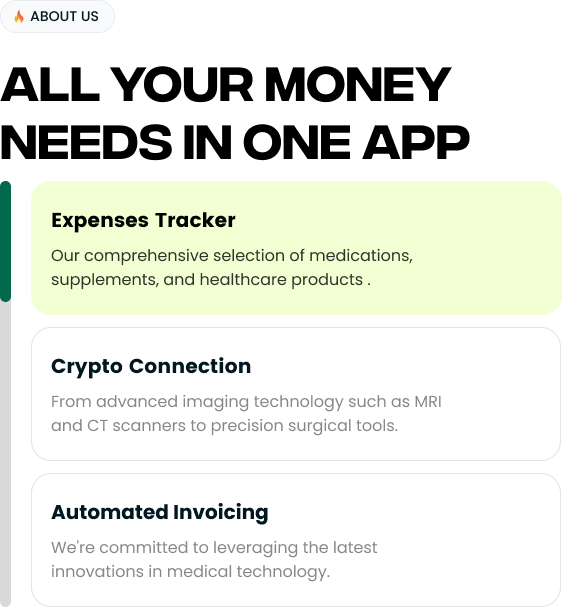 ABOUT US
ALL YOUR MONEY
NEEDS IN ONE APP
Expenses Tracker
Our comprehensive selection of medications,
supplements, and healthcare products .
Crypto Connection
From advanced imaging technology such as MRI
and CT scanners to precision surgical tools.
Automated Invoicing
We're committed to leveraging the latest
innovations in medical technology.